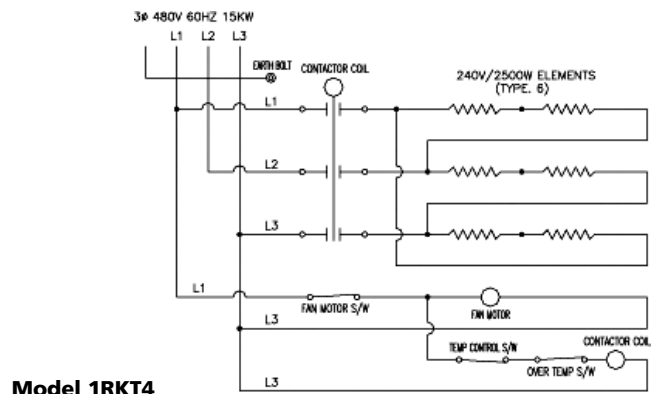 3ø 480V 60HZ 15KW
L1 L2 L3
EARTH BOLT
CONTACTOR COIL
240V/2500W ELEMENTS
(TYPE. 6)
L1
L2
L3
L1
FAN MOTOR S/W
FAN MOTOR
L3
TEMP CONTROL S/W
CONTACTOR COIL
OVER TEMP S/W
L3
Model 1RKT4